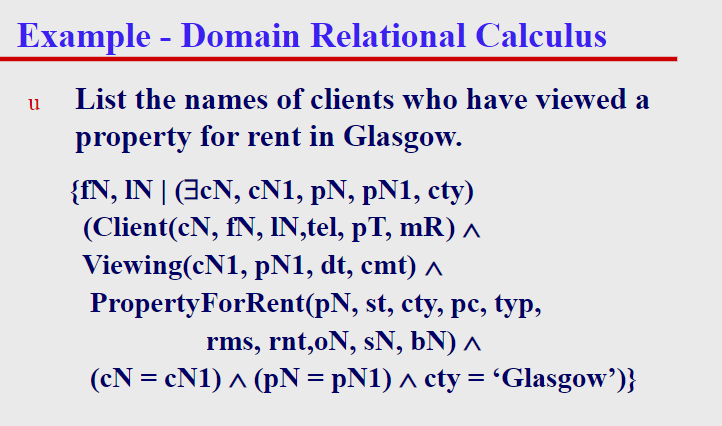 Example - Domain Relational Calculus
u List the names of clients who have viewed a
property for rent in Glasgow.
{fN, lN | (∃cN, cN1, pN, pN1, cty)
(Client(cN, fN, lN,tel, pT, mR) ∧
Viewing(cN1, pN1, dt, cmt) ∧
PropertyForRent(pN, st, cty, pc, typ,
rms, rnt,oN, sN, bN) ∧
(cN = cN1) ∧ (pN = pN1) ∧ cty = ‘Glasgow’)}